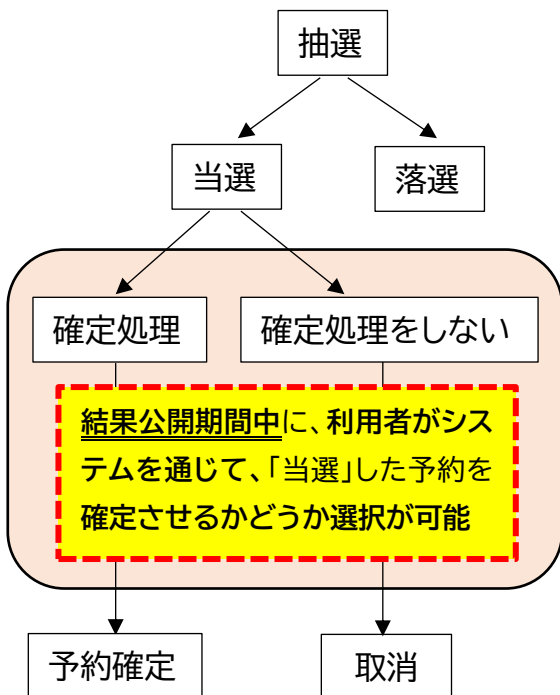 抽選
当選
落選
確定処理
確定処理をしない
結果公開期間中に、利用者がシス
テムを通じて、「当選」した予約を
確定させるかどうか選択が可能
予約確定
取消